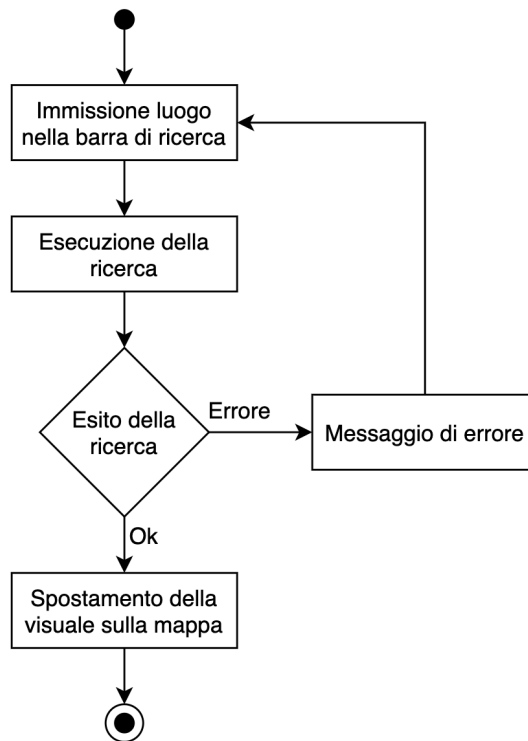 Immissione luogo
nella barra di ricerca
Esecuzione della
ricerca
Esito della
ricerca
Errore
Messaggio di errore
Ok
Spostamento della
visuale sulla mappa